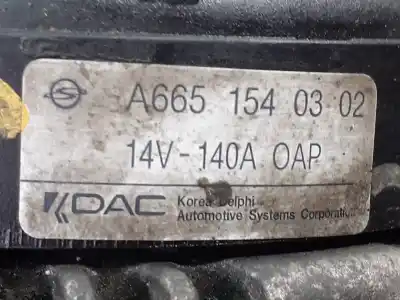 A665 154 03 02
14V-140A OAP
KDAC Korea Delphi
Automotive Systems Corporation